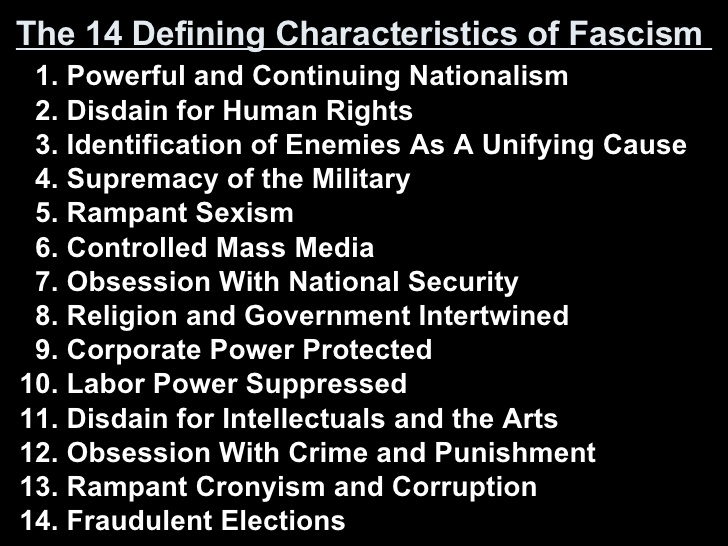 The 14 Defining Characteristics of Fascism
1. Powerful and Continuing Nationalism
2. Disdain for Human Rights
3. Identification of Enemies As A Unifying Cause
4. Supremacy of the Military
5. Rampant Sexism
6. Controlled Mass Media
7. Obsession With National Security
8. Religion and Government Intertwined
9. Corporate Power Protected
10. Labor Power Suppressed
11. Disdain for Intellectuals and the Arts
12. Obsession With Crime and Punishment
13. Rampant Cronyism and Corruption
14. Fraudulent Elections